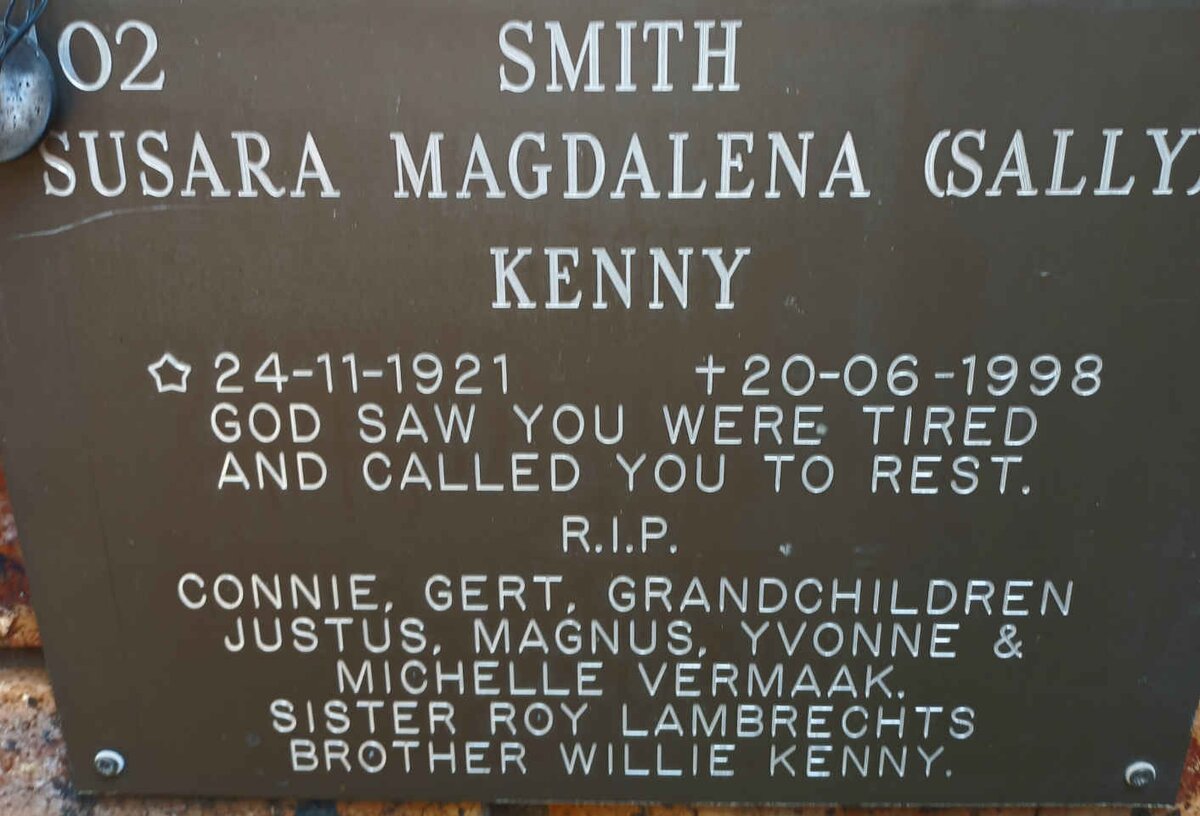 02 SMITH
SUSARA MAGDALENA (SALLY)
KENNY
☆ 24-11-1921 †20-06-1998
GOD SAW YOU WERE TIRED
AND CALLED YOU TO REST.
R.I.P.
CONNIE, GERT, GRANDCHILDREN
JUSTUS, MAGNUS, YVONNE &
MICHELLE VERMAAK.
SISTER ROY LAMBRECHTS
BROTHER WILLIE KENNY.